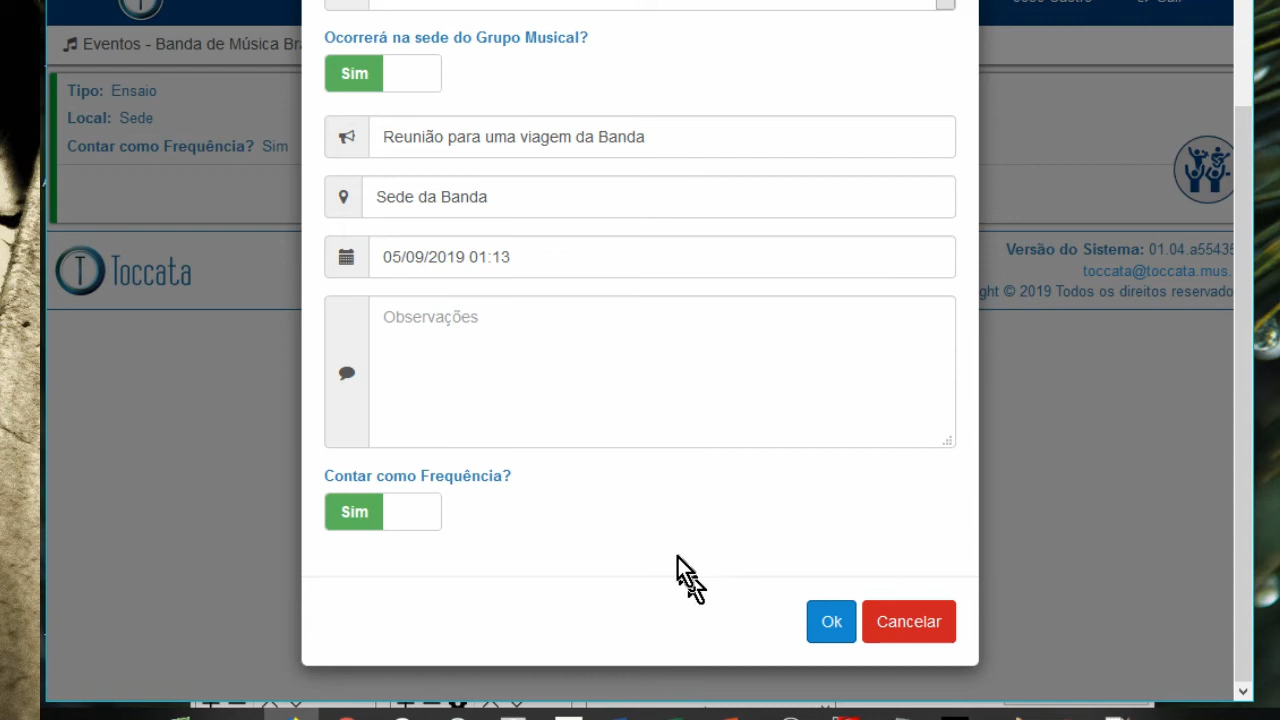 Eventos - Banda de Música
Ocorrerá na sede do Grupo Musical?
Sim
Tipo: Ensaio
Local: Sede
Contar como Frequência? Sim
Reunião para uma viagem da Banda
Sede da Banda
05/09/2019 01:13
Observações
Contar como Frequência?
Sim
Ok
Cancelar
T Toccata
Versão do Sistema: 01.04.a5543
toccata@toccata.mus.
© 2019 Todos os direitos reservado